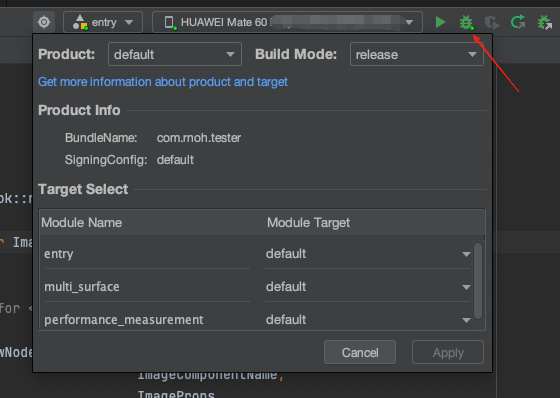 entry
HUAWEI Mate 60
Product: default Build Mode: release
Get more information about product and target
Product Info
BundleName: com.rnoh.tester
SigningConfig: default
Target Select
Module Name Module Target
entry default
multi_surface default
performance_measurement default
Cancel Apply
ok::r
r Ima
for <
wNode
ImageComponentName,
ImageProps